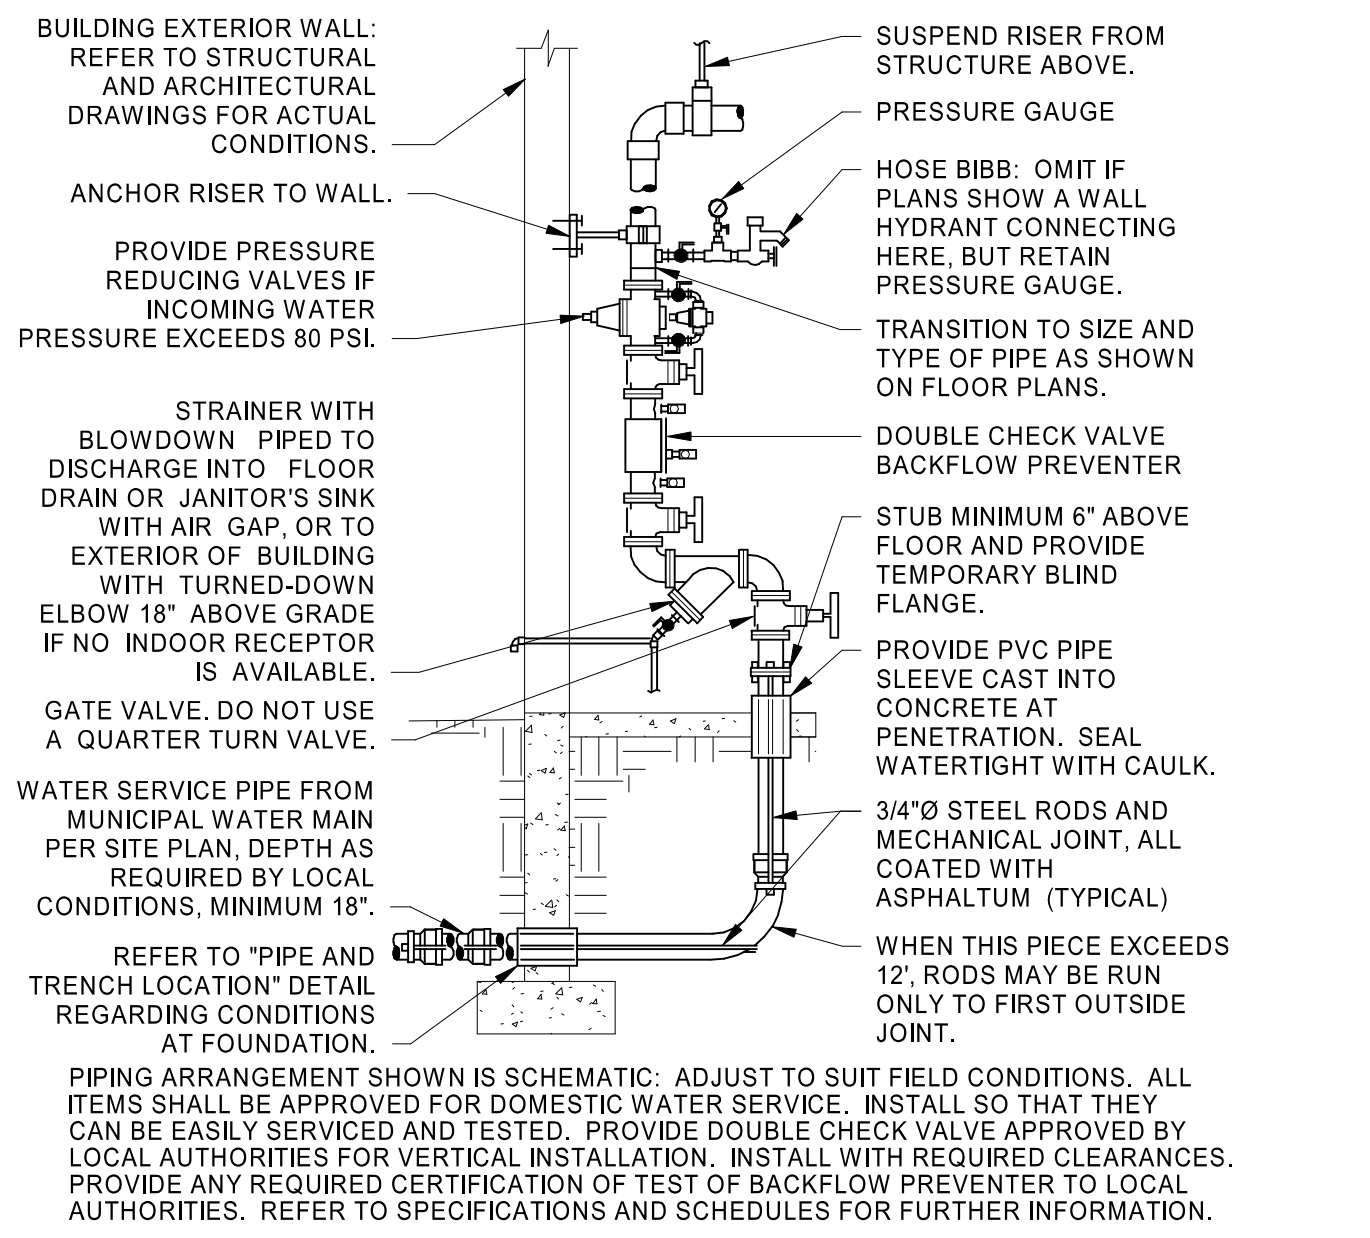 BUILDING EXTERIOR WALL:
REFER TO STRUCTURAL
AND ARCHITECTURAL
DRAWINGS FOR ACTUAL
CONDITIONS.
ANCHOR RISER TO WALL.
PROVIDE PRESSURE
REDUCING VALVES IF
INCOMING WATER
PRESSURE EXCEEDS 80 PSI.
STRAINER WITH
BLOWDOWN PIPED TO
DISCHARGE INTO FLOOR
DRAIN OR JANITOR'S SINK
WITH AIR GAP, OR TO
EXTERIOR OF BUILDING
WITH TURNED-DOWN
ELBOW 18" ABOVE GRADE
IF NO INDOOR RECEPTOR
IS AVAILABLE.
GATE VALVE. DO NOT USE
A QUARTER TURN VALVE.
WATER SERVICE PIPE FROM
MUNICIPAL WATER MAIN
PER SITE PLAN, DEPTH AS
REQUIRED BY LOCAL
CONDITIONS, MINIMUM 18".
REFER TO "PIPE AND
TRENCH LOCATION" DETAIL
REGARDING CONDITIONS
AT FOUNDATION.
SUSPEND RISER FROM
STRUCTURE ABOVE.
PRESSURE GAUGE
HOSE BIBB: OMIT IF
PLANS SHOW A WALL
HYDRANT CONNECTING
HERE, BUT RETAIN
PRESSURE GAUGE.
TRANSITION TO SIZE AND
TYPE OF PIPE AS SHOWN
ON FLOOR PLANS.
DOUBLE CHECK VALVE
BACKFLOW PREVENTER
STUB MINIMUM 6" ABOVE
FLOOR AND PROVIDE
TEMPORARY BLIND
FLANGE.
PROVIDE PVC PIPE
SLEEVE CAST INTO
CONCRETE AT
PENETRATION. SEAL
WATERTIGHT WITH CAULK.
3/4"Ø STEEL RODS AND
MECHANICAL JOINT, ALL
COATED WITH
ASPHALTUM (TYPICAL)
WHEN THIS PIECE EXCEEDS
12', RODS MAY BE RUN
ONLY TO FIRST OUTSIDE
JOINT.
PIPING ARRANGEMENT SHOWN IS SCHEMATIC: ADJUST TO SUIT FIELD CONDITIONS. ALL
ITEMS SHALL BE APPROVED FOR DOMESTIC WATER SERVICE. INSTALL SO THAT THEY
CAN BE EASILY SERVICED AND TESTED. PROVIDE DOUBLE CHECK VALVE APPROVED BY
LOCAL AUTHORITIES FOR VERTICAL INSTALLATION. INSTALL WITH REQUIRED CLEARANCES.
PROVIDE ANY REQUIRED CERTIFICATION OF TEST OF BACKFLOW PREVENTER TO LOCAL
AUTHORITIES. REFER TO SPECIFICATIONS AND SCHEDULES FOR FURTHER INFORMATION.